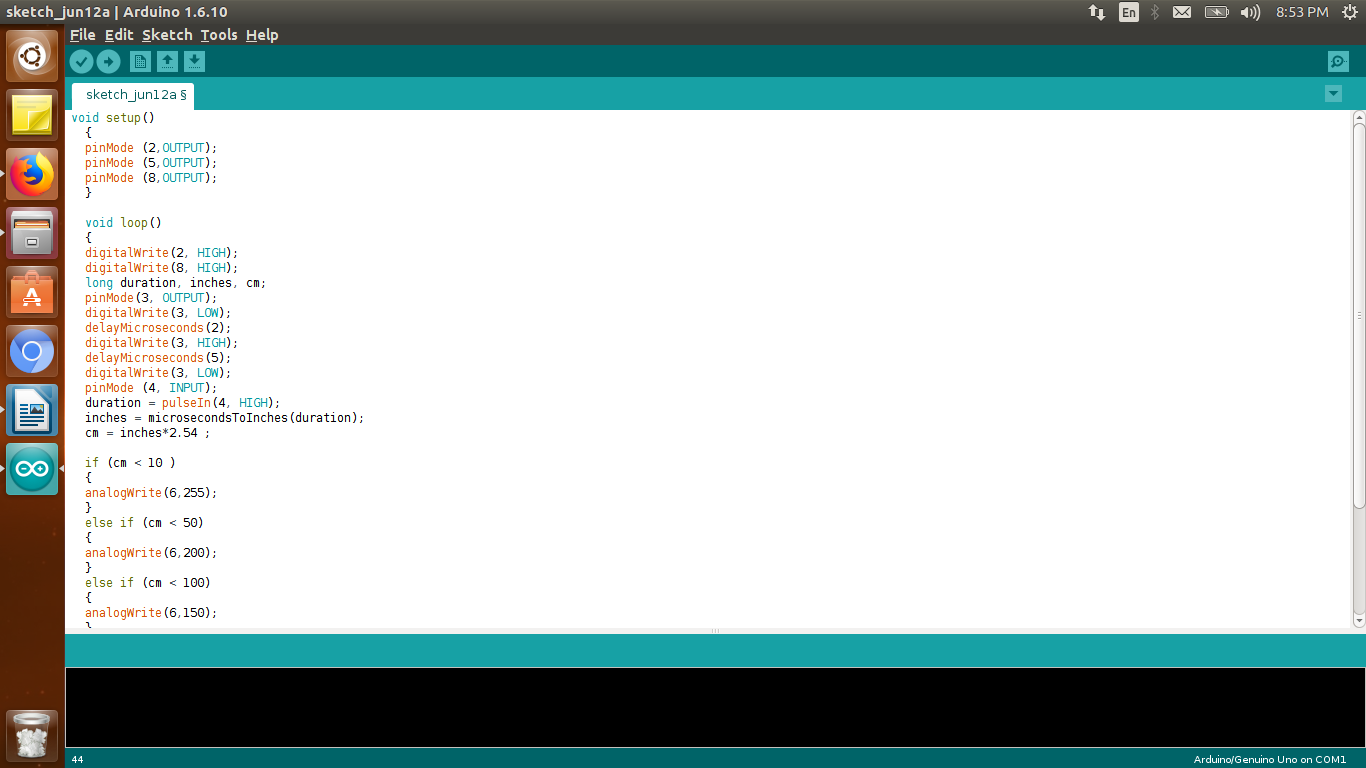 sketch_jun12a | Arduino 1.6.10
En
8:53 PM
File Edit Sketch Tools Help
sketch_jun12a §
void setup()
{
pinMode (2,OUTPUT);
pinMode (5,OUTPUT);
pinMode (8,OUTPUT);
}
void loop()
{
digitalWrite(2, HIGH);
digitalWrite(8, HIGH);
long duration, inches, cm;
pinMode(3, OUTPUT);
digitalWrite(3, LOW);
delayMicroseconds(2);
digitalWrite(3, HIGH);
delayMicroseconds(5);
digitalWrite(3, LOW);
pinMode (4, INPUT);
duration = pulseIn(4, HIGH);
inches = microsecondsToInches(duration);
cm = inches*2.54 ;
if (cm < 10 )
{
analogWrite(6,255);
}
else if (cm < 50)
{
analogWrite(6,200);
}
else if (cm < 100)
{
analogWrite(6,150);
}
44
Arduino/Genuino Uno on COM1